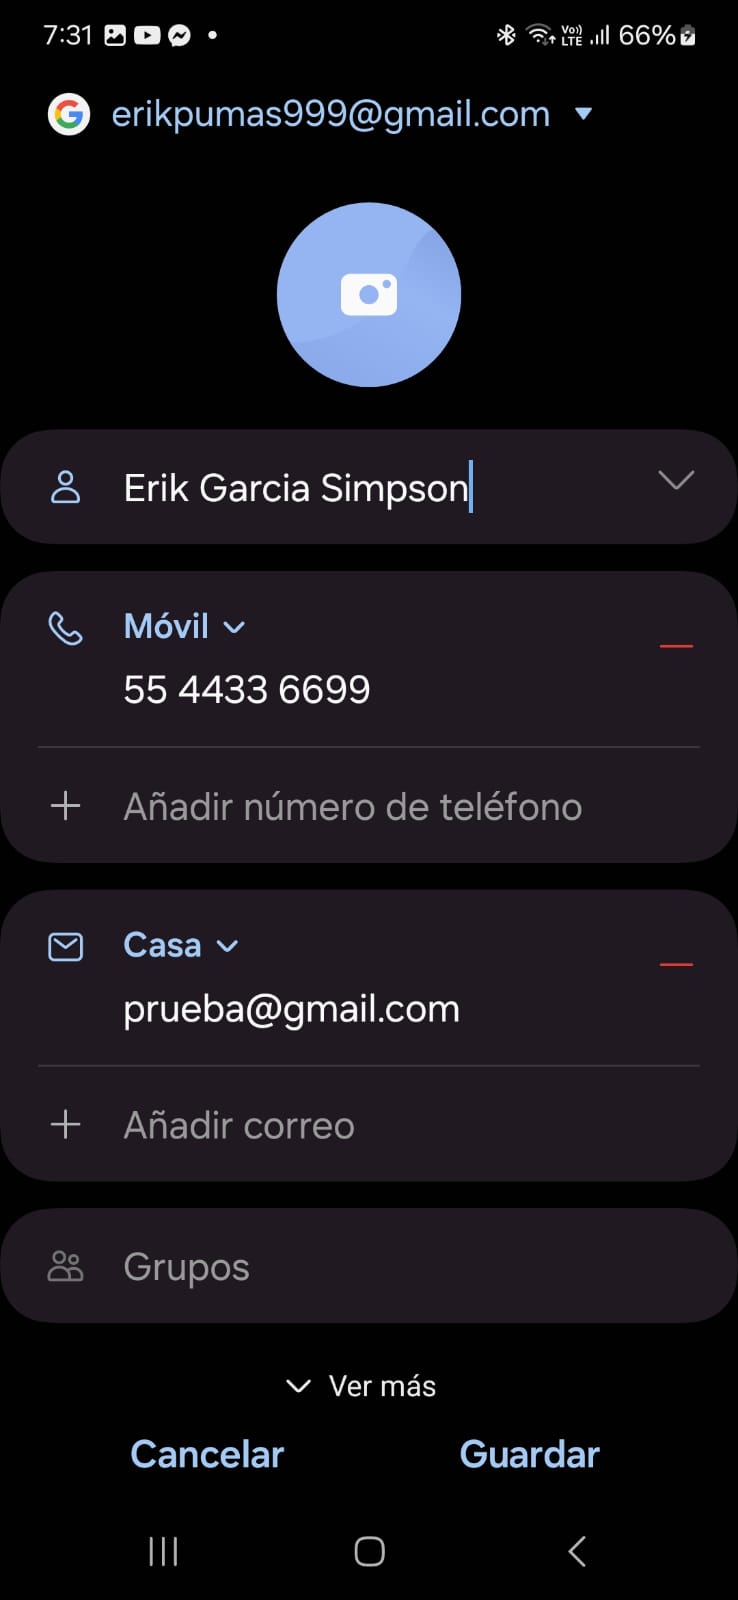 7:31 Vo)) LTE 66%
erikpumas999@gmail.com
Erik Garcia Simpson
Móvil
55 4433 6699
Añadir número de teléfono
Casa
prueba@gmail.com
Añadir correo
Grupos
Ver más
Cancelar Guardar